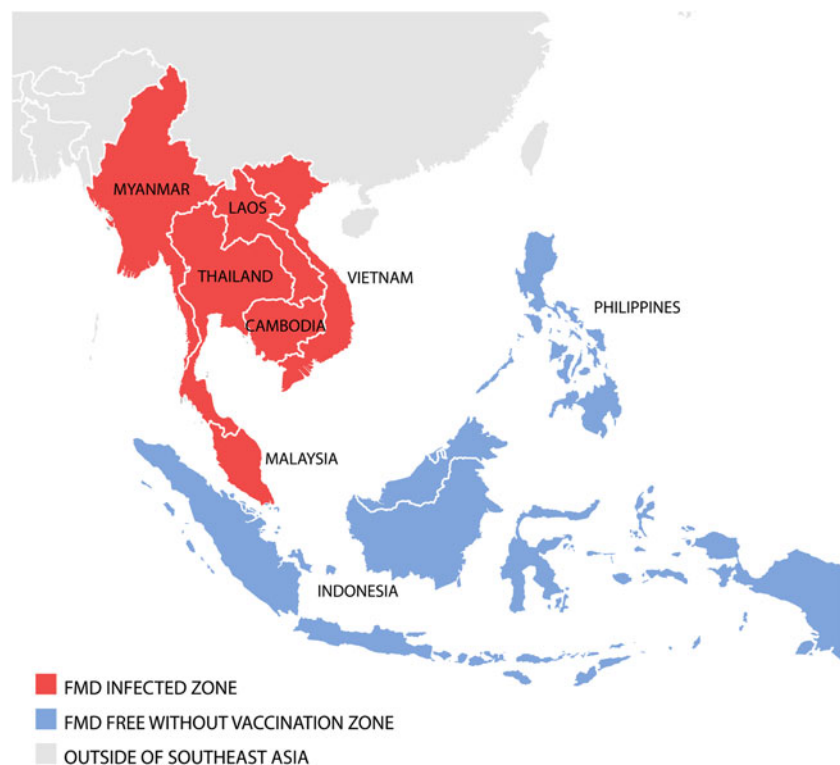 MYANMAR
LAOS
THAILAND
VIETNAM
CAMBODIA
PHILIPPINES
MALAYSIA
INDONESIA
FMD INFECTED ZONE
FMD FREE WITHOUT VACCINATION ZONE
OUTSIDE OF SOUTHEAST ASIA